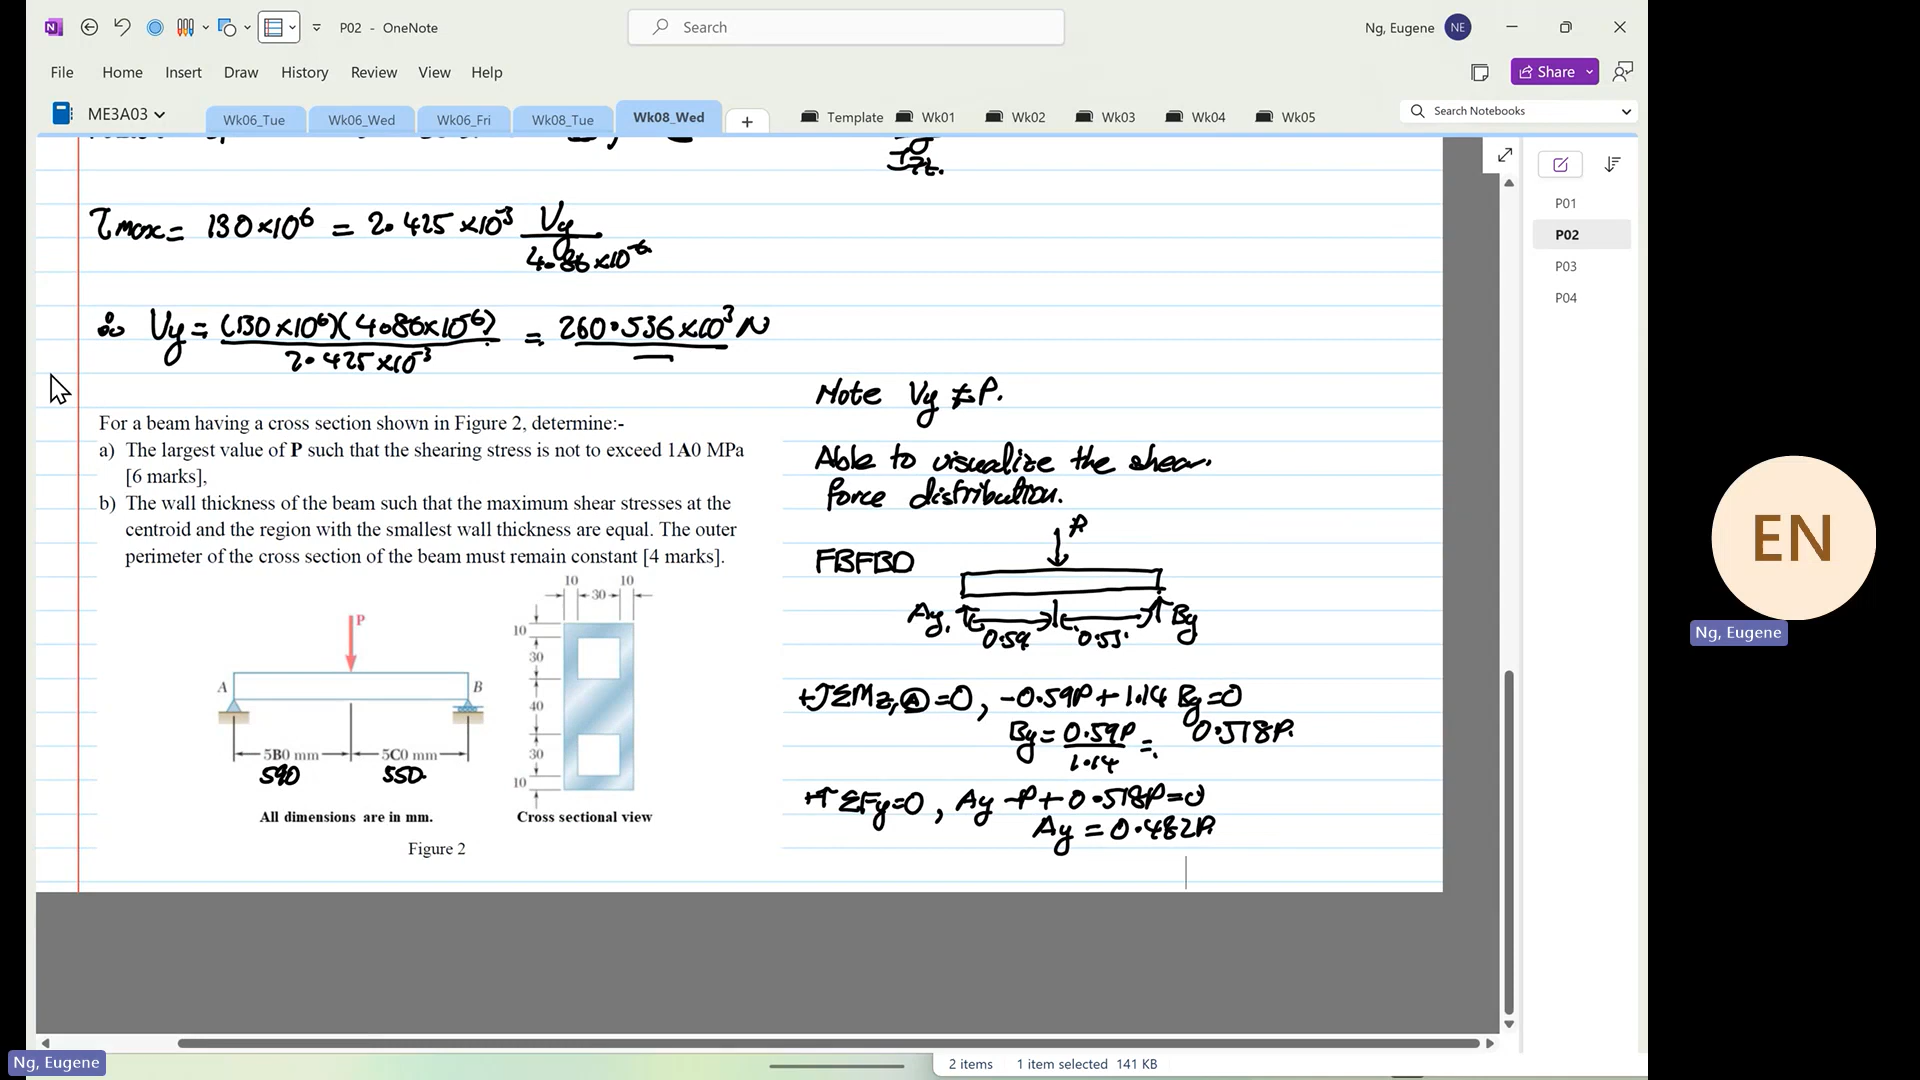 P02 - OneNote
Search
Ng, Eugene
NE
File Home Insert Draw History Review View Help
Share
ME3A03
Wk06_Tue Wk06_Wed Wk06_Fri Wk08_Tue Wk08_Wed
Template Wk01 Wk02 Wk03 Wk04 Wk05
Search Notebooks
P01
P02
P03
P04
τmax = 130×10⁶ = 2.425×10⁻³ Vy / 4.86×10⁻⁶
∴ Vy = (130×10⁶)(4.86×10⁻⁶) / 2.425×10⁻³ = 260.536×10³ N
For a beam having a cross section shown in Figure 2, determine:-
a) The largest value of P such that the shearing stress is not to exceed 1A0 MPa
[6 marks],
b) The wall thickness of the beam such that the maximum shear stresses at the
centroid and the region with the smallest wall thickness are equal. The outer
perimeter of the cross section of the beam must remain constant [4 marks].
P
A
B
5B0 mm 5C0 mm
590 550
All dimensions are in mm.
10 10
30
10
30
40
30
10
Cross sectional view
Figure 2
Note Vy ≠ P.
Able to visualize the shear
force distribution.
P
FBFBD
Ay By
0.59 0.55
ΣMz,A = 0, -0.59P + 1.14 By = 0
By = 0.59P / 1.14 = 0.518P
+↑ ΣFy = 0, Ay - P + 0.518P = 0
Ay = 0.482P
EN
Ng, Eugene
Ng, Eugene
2 items 1 item selected 141 KB